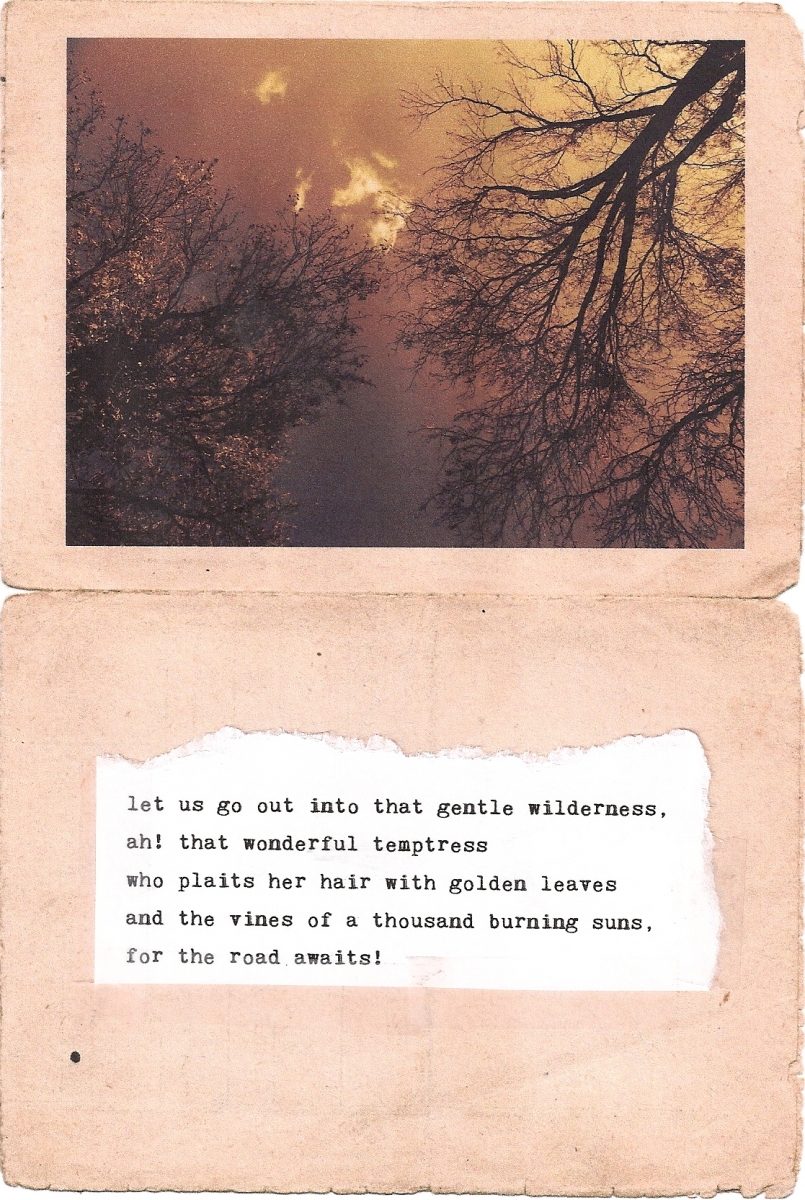 let us go out into that gentle wilderness,
ah! that wonderful temptress
who plaits her hair with golden leaves
and the vines of a thousand burning suns,
for the road awaits!